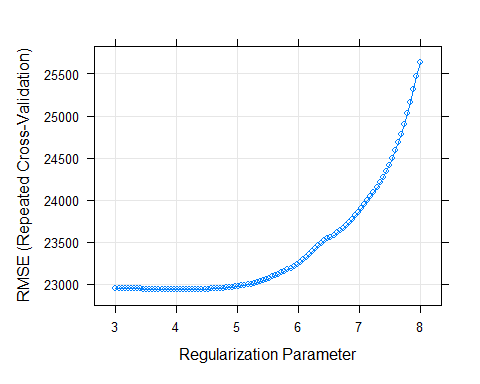 RMSE (Repeated Cross-Validation)
25500
25000
24500
24000
23500
23000
3 4 5 6 7 8
Regularization Parameter